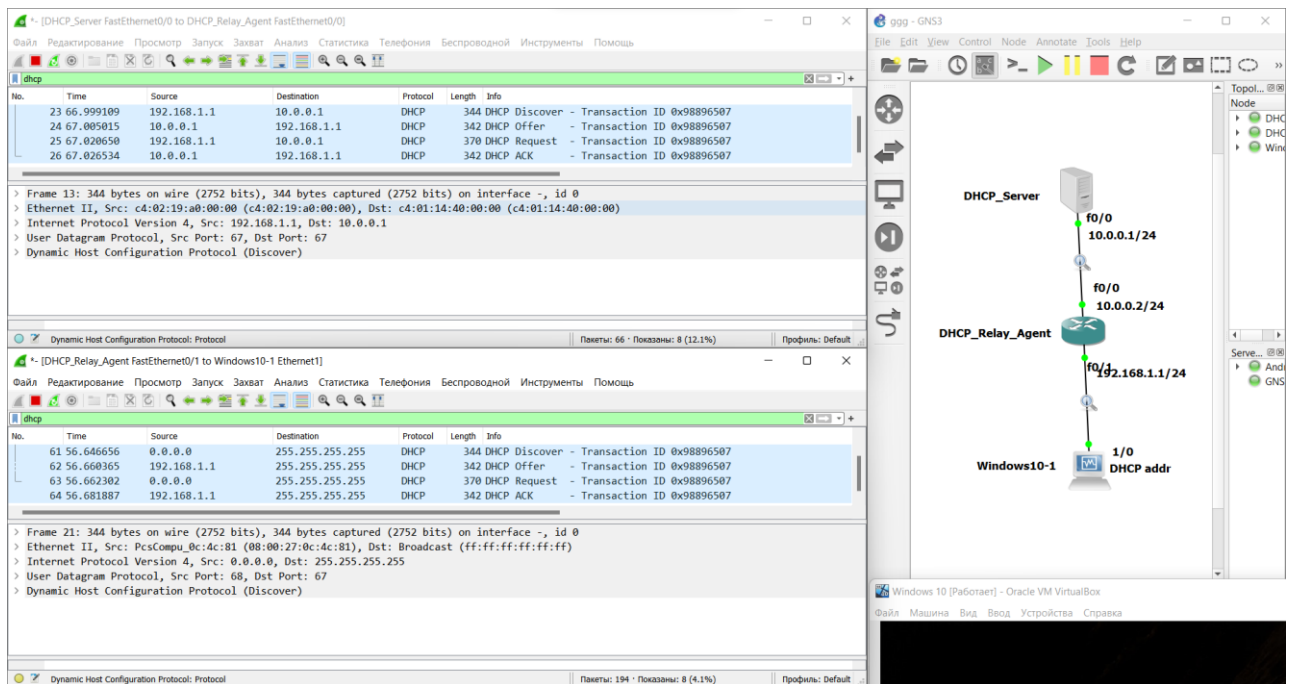 *- [DHCP_Server FastEthernet0/0 to DHCP_Relay_Agent FastEthernet0/0]
Файл Редактирование Просмотр Запуск Захват Анализ Статистика Телефония Беспроводной Инструменты Помощь
dhcp
No. Time Source Destination Protocol Length Info
23 66.999109 192.168.1.1 10.0.0.1 DHCP 344 DHCP Discover - Transaction ID 0x98896507
24 67.005015 10.0.0.1 192.168.1.1 DHCP 342 DHCP Offer - Transaction ID 0x98896507
25 67.020650 192.168.1.1 10.0.0.1 DHCP 370 DHCP Request - Transaction ID 0x98896507
26 67.026534 10.0.0.1 192.168.1.1 DHCP 342 DHCP ACK - Transaction ID 0x98896507
> Frame 13: 344 bytes on wire (2752 bits), 344 bytes captured (2752 bits) on interface -, id 0
> Ethernet II, Src: c4:02:19:a0:00:00 (c4:02:19:a0:00:00), Dst: c4:01:14:40:00:00 (c4:01:14:40:00:00)
> Internet Protocol Version 4, Src: 192.168.1.1, Dst: 10.0.0.1
> User Datagram Protocol, Src Port: 67, Dst Port: 67
> Dynamic Host Configuration Protocol (Discover)
Dynamic Host Configuration Protocol: Protocol
Пакеты: 66 · Показаны: 8 (12.1%)
Профиль: Default
*- [DHCP_Relay_Agent FastEthernet0/1 to Windows10-1 Ethernet1]
Файл Редактирование Просмотр Запуск Захват Анализ Статистика Телефония Беспроводной Инструменты Помощь
dhcp
No. Time Source Destination Protocol Length Info
61 56.646656 0.0.0.0 255.255.255.255 DHCP 344 DHCP Discover - Transaction ID 0x98896507
62 56.660365 192.168.1.1 255.255.255.255 DHCP 342 DHCP Offer - Transaction ID 0x98896507
63 56.662302 0.0.0.0 255.255.255.255 DHCP 370 DHCP Request - Transaction ID 0x98896507
64 56.681887 192.168.1.1 255.255.255.255 DHCP 342 DHCP ACK - Transaction ID 0x98896507
> Frame 21: 344 bytes on wire (2752 bits), 344 bytes captured (2752 bits) on interface -, id 0
> Ethernet II, Src: PcsCompu_0c:4c:81 (08:00:27:0c:4c:81), Dst: Broadcast (ff:ff:ff:ff:ff:ff)
> Internet Protocol Version 4, Src: 0.0.0.0, Dst: 255.255.255.255
> User Datagram Protocol, Src Port: 68, Dst Port: 67
> Dynamic Host Configuration Protocol (Discover)
Dynamic Host Configuration Protocol: Protocol
Пакеты: 194 · Показаны: 8 (4.1%)
Профиль: Default
ggg - GNS3
File Edit View Control Node Annotate Tools Help
Topol...
Node
DHC
DHC
Wind
DHCP_Server
f0/0
10.0.0.1/24
f0/0
10.0.0.2/24
DHCP_Relay_Agent
f0/1
192.168.1.1/24
1/0
Windows10-1
DHCP addr
Serve...
Andi
GNS
Windows 10 [Работает] - Oracle VM VirtualBox
Файл Машина Вид Ввод Устройства Справка